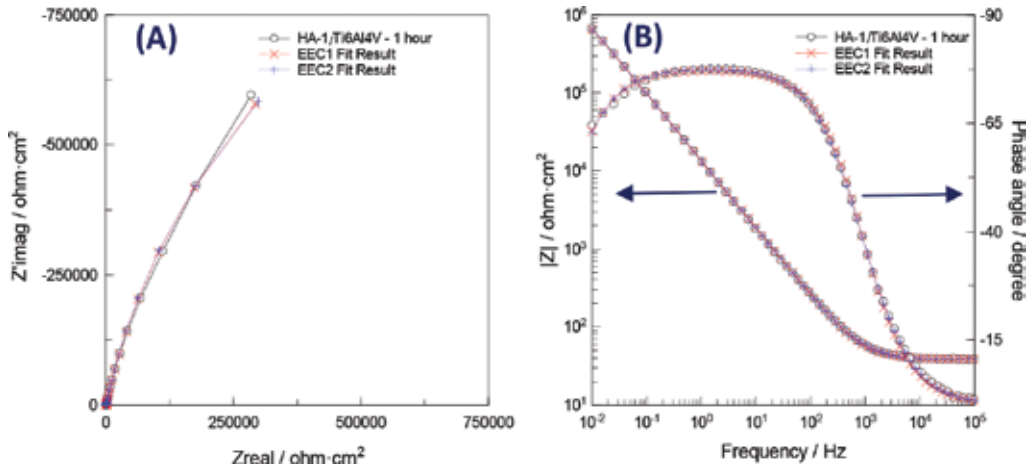 (A)
HA-1/Ti6Al4V - 1 hour
EEC1 Fit Result
EEC2 Fit Result
-750000
-500000
-250000
0
Z'imag / ohm·cm²
0
250000
500000
750000
Zreal / ohm·cm²
(B)
HA-1/Ti6Al4V - 1 hour
EEC1 Fit Result
EEC2 Fit Result
10⁶
10⁵
10⁴
10³
10²
10¹
|Z| / ohm·cm²
10⁻²
10⁻¹
10⁰
10¹
10²
10³
10⁴
10⁵
Frequency / Hz
-90
-65
-40
-15
Phase angle / degree